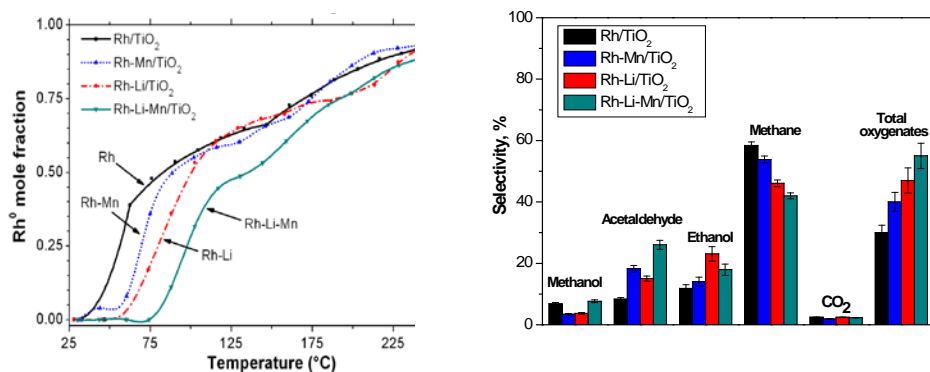 1.00
0.75
0.50
0.25
0.00
Rh⁰ mole fraction
Rh/TiO₂
Rh-Mn/TiO₂
Rh-Li/TiO₂
Rh-Li-Mn/TiO₂
Rh
Rh-Mn
Rh-Li
Rh-Li-Mn
25 75 125 175 225
Temperature (°C)
100
80
60
40
20
0
Selectivity, %
Rh/TiO₂
Rh-Mn/TiO₂
Rh-Li/TiO₂
Rh-Li-Mn/TiO₂
Methanol
Acetaldehyde
Ethanol
Methane
CO₂
Total
oxygenates